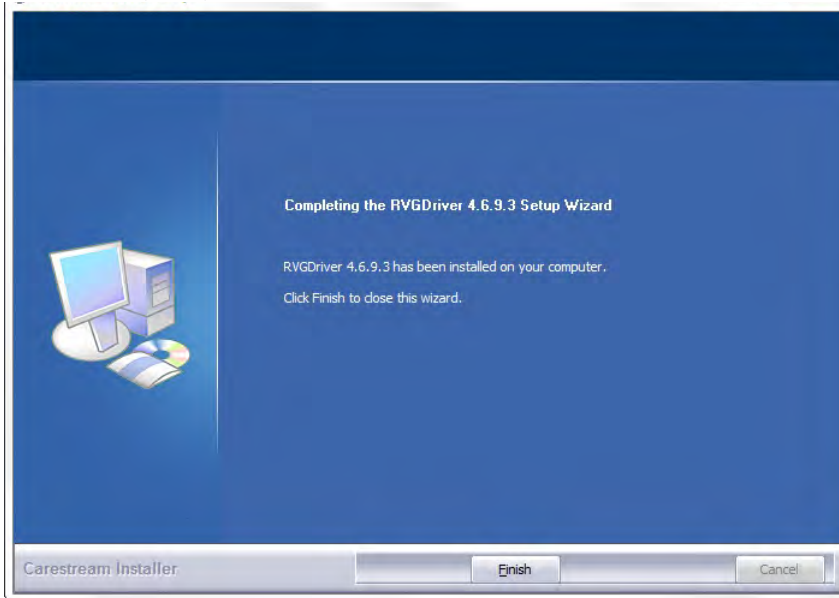 Completing the RVGDriver 4.6.9.3 Setup Wizard
RVGDriver 4.6.9.3 has been installed on your computer.
Click Finish to close this wizard.
Carestream Installer
Finish
Cancel